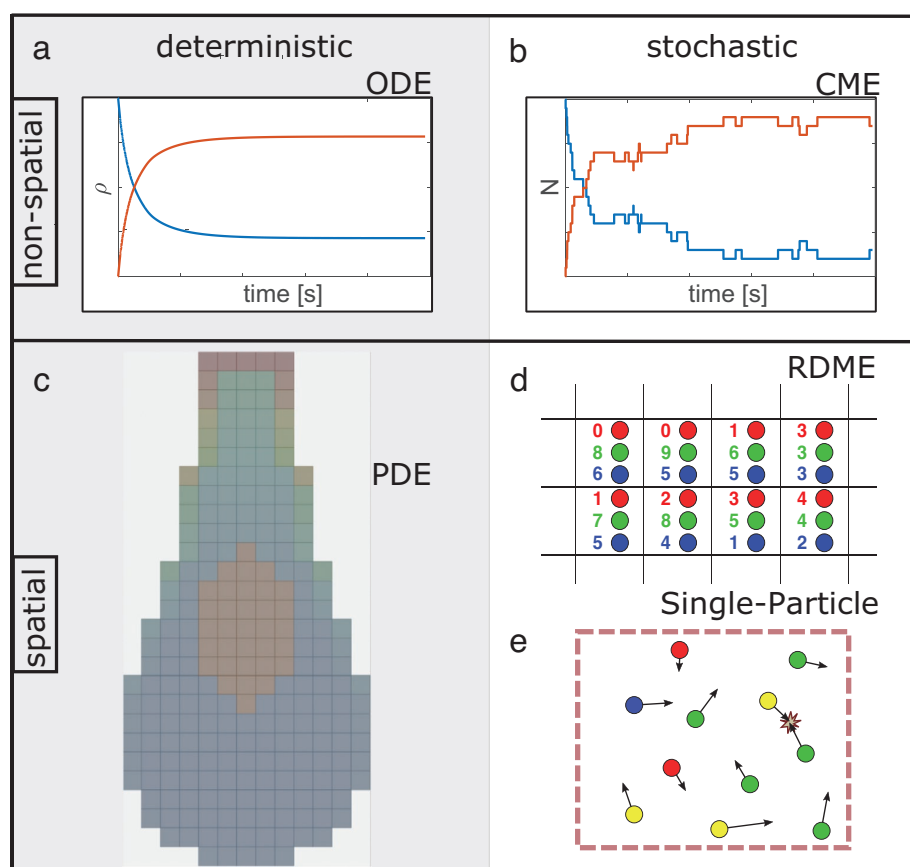 a
deterministic
ODE
non-spatial
ρ
time [s]
b
stochastic
CME
N
time [s]
c
PDE
spatial
d
RDME
0 0 1 3
8 9 6 3
6 5 5 3
1 2 3 4
7 8 5 4
5 4 1 2
Single-Particle
e